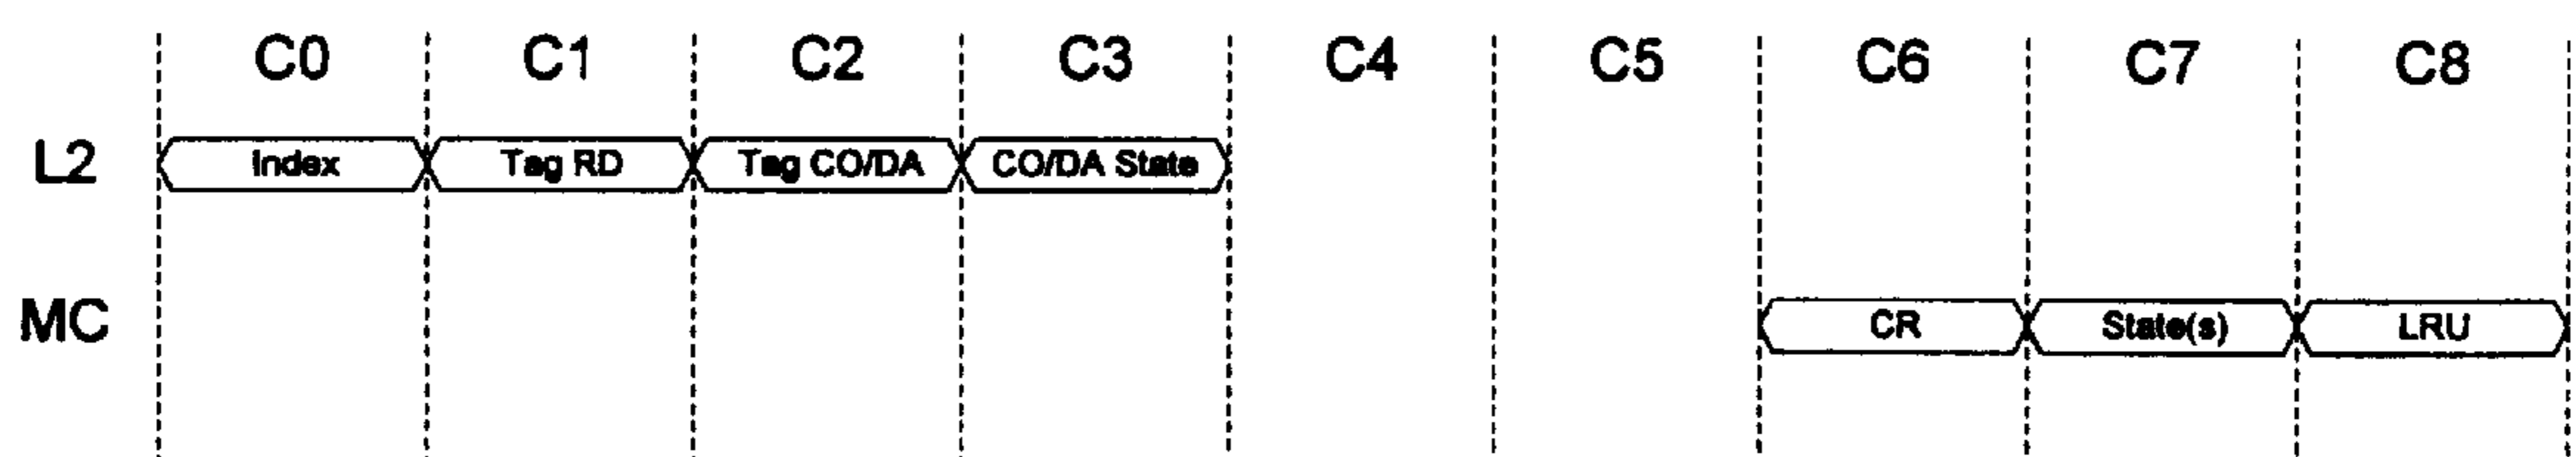 C0 C1 C2 C3 C4 C5 C6 C7 C8
L2 Index Tag RD Tag CO/DA CO/DA State
MC CR State(s) LRU